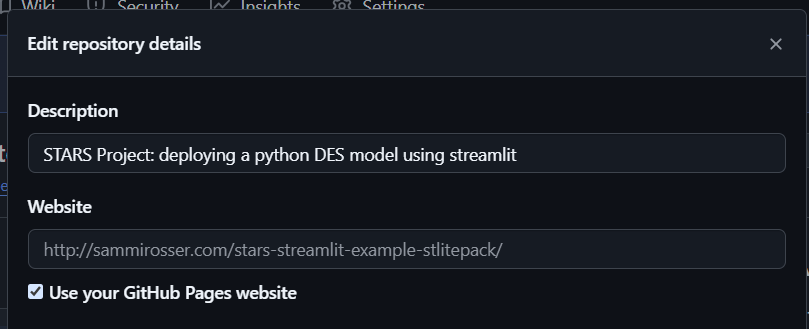 Wiki Security Insights Settings
Edit repository details
Description
STARS Project: deploying a python DES model using streamlit
Website
http://sammirosser.com/stars-streamlit-example-stlitepack/
Use your GitHub Pages website